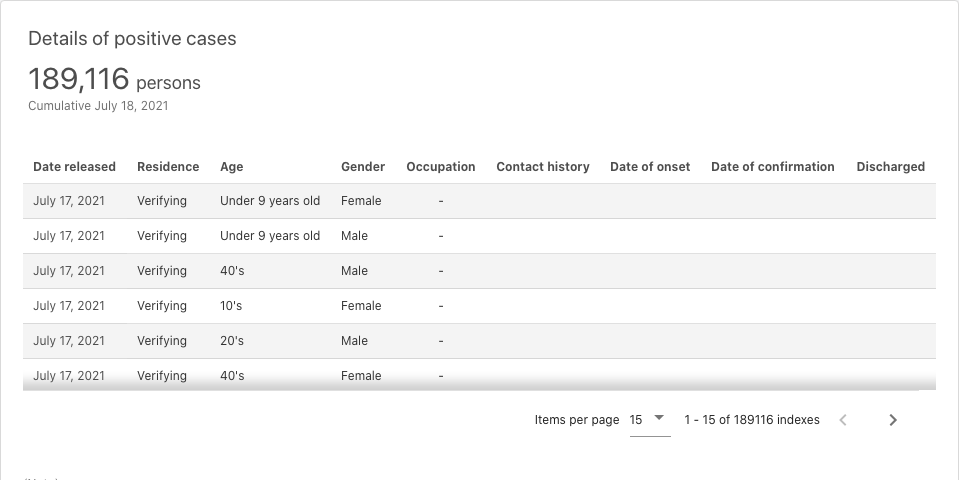 Details of positive cases
189,116 persons
Cumulative July 18, 2021
Date released Residence Age Gender Occupation Contact history Date of onset Date of confirmation Discharged
July 17, 2021 Verifying Under 9 years old Female -
July 17, 2021 Verifying Under 9 years old Male -
July 17, 2021 Verifying 40's Male -
July 17, 2021 Verifying 10's Female -
July 17, 2021 Verifying 20's Male -
July 17, 2021 Verifying 40's Female -
Items per page 15 1 - 15 of 189116 indexes